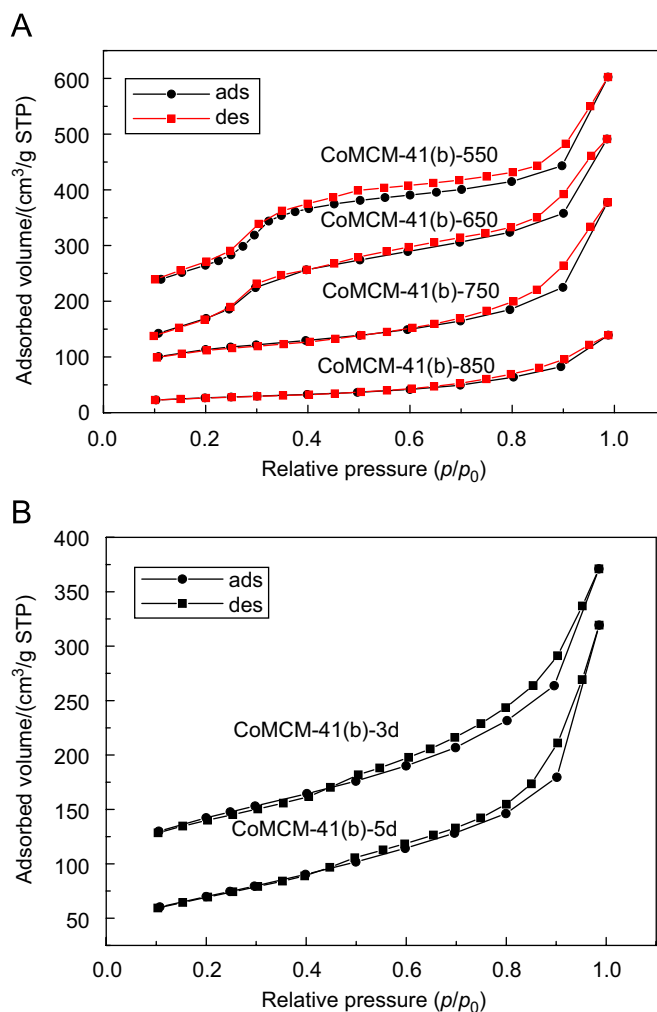 A
600
500
400
300
200
100
0
Adsorbed volume/(cm³/g STP)
ads
des
CoMCM-41(b)-550
CoMCM-41(b)-650
CoMCM-41(b)-750
CoMCM-41(b)-850
0.0 0.2 0.4 0.6 0.8 1.0
Relative pressure (p/p₀)
B
400
350
300
250
200
150
100
50
Adsorbed volume/(cm³/g STP)
ads
des
CoMCM-41(b)-3d
CoMCM-41(b)-5d
0.0 0.2 0.4 0.6 0.8 1.0
Relative pressure (p/p₀)